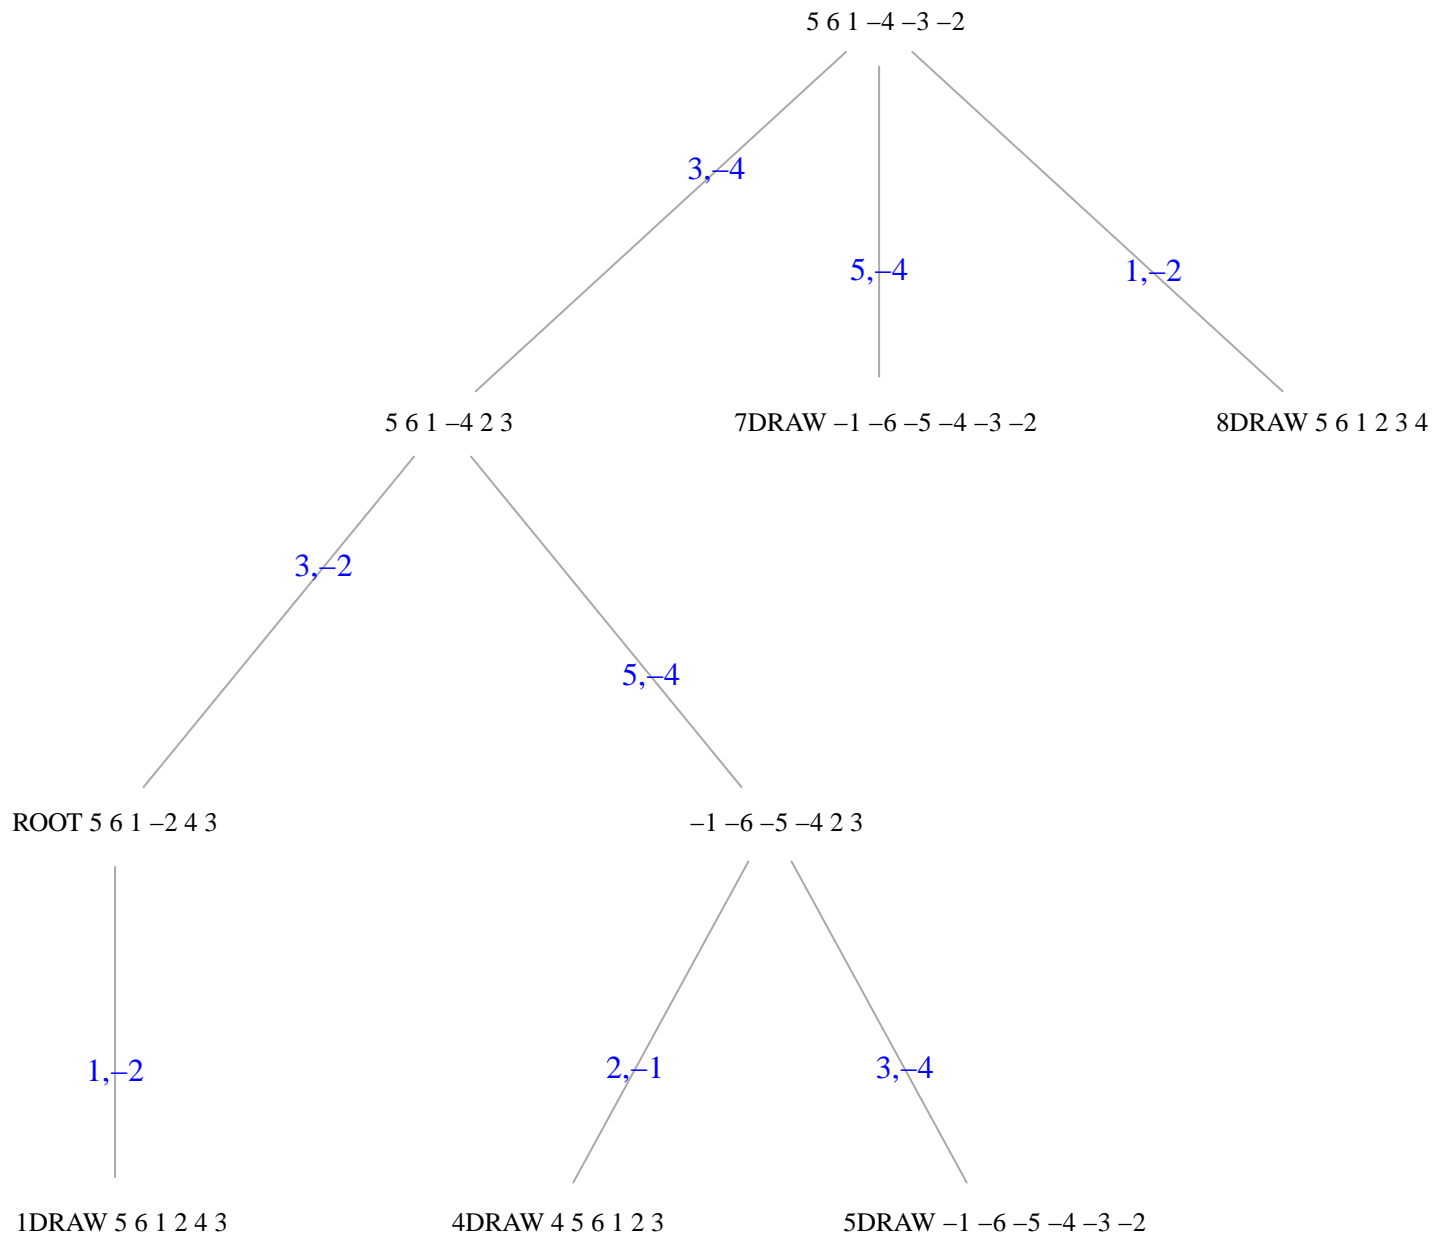 5 6 1 –4 –3 –2
3,–4
5,–4
1,–2
5 6 1 –4 2 3
7DRAW –1 –6 –5 –4 –3 –2
8DRAW 5 6 1 2 3 4
3,–2
5,–4
ROOT 5 6 1 –2 4 3
–1 –6 –5 –4 2 3
1,–2
2,–1
3,–4
1DRAW 5 6 1 2 4 3
4DRAW 4 5 6 1 2 3
5DRAW –1 –6 –5 –4 –3 –2